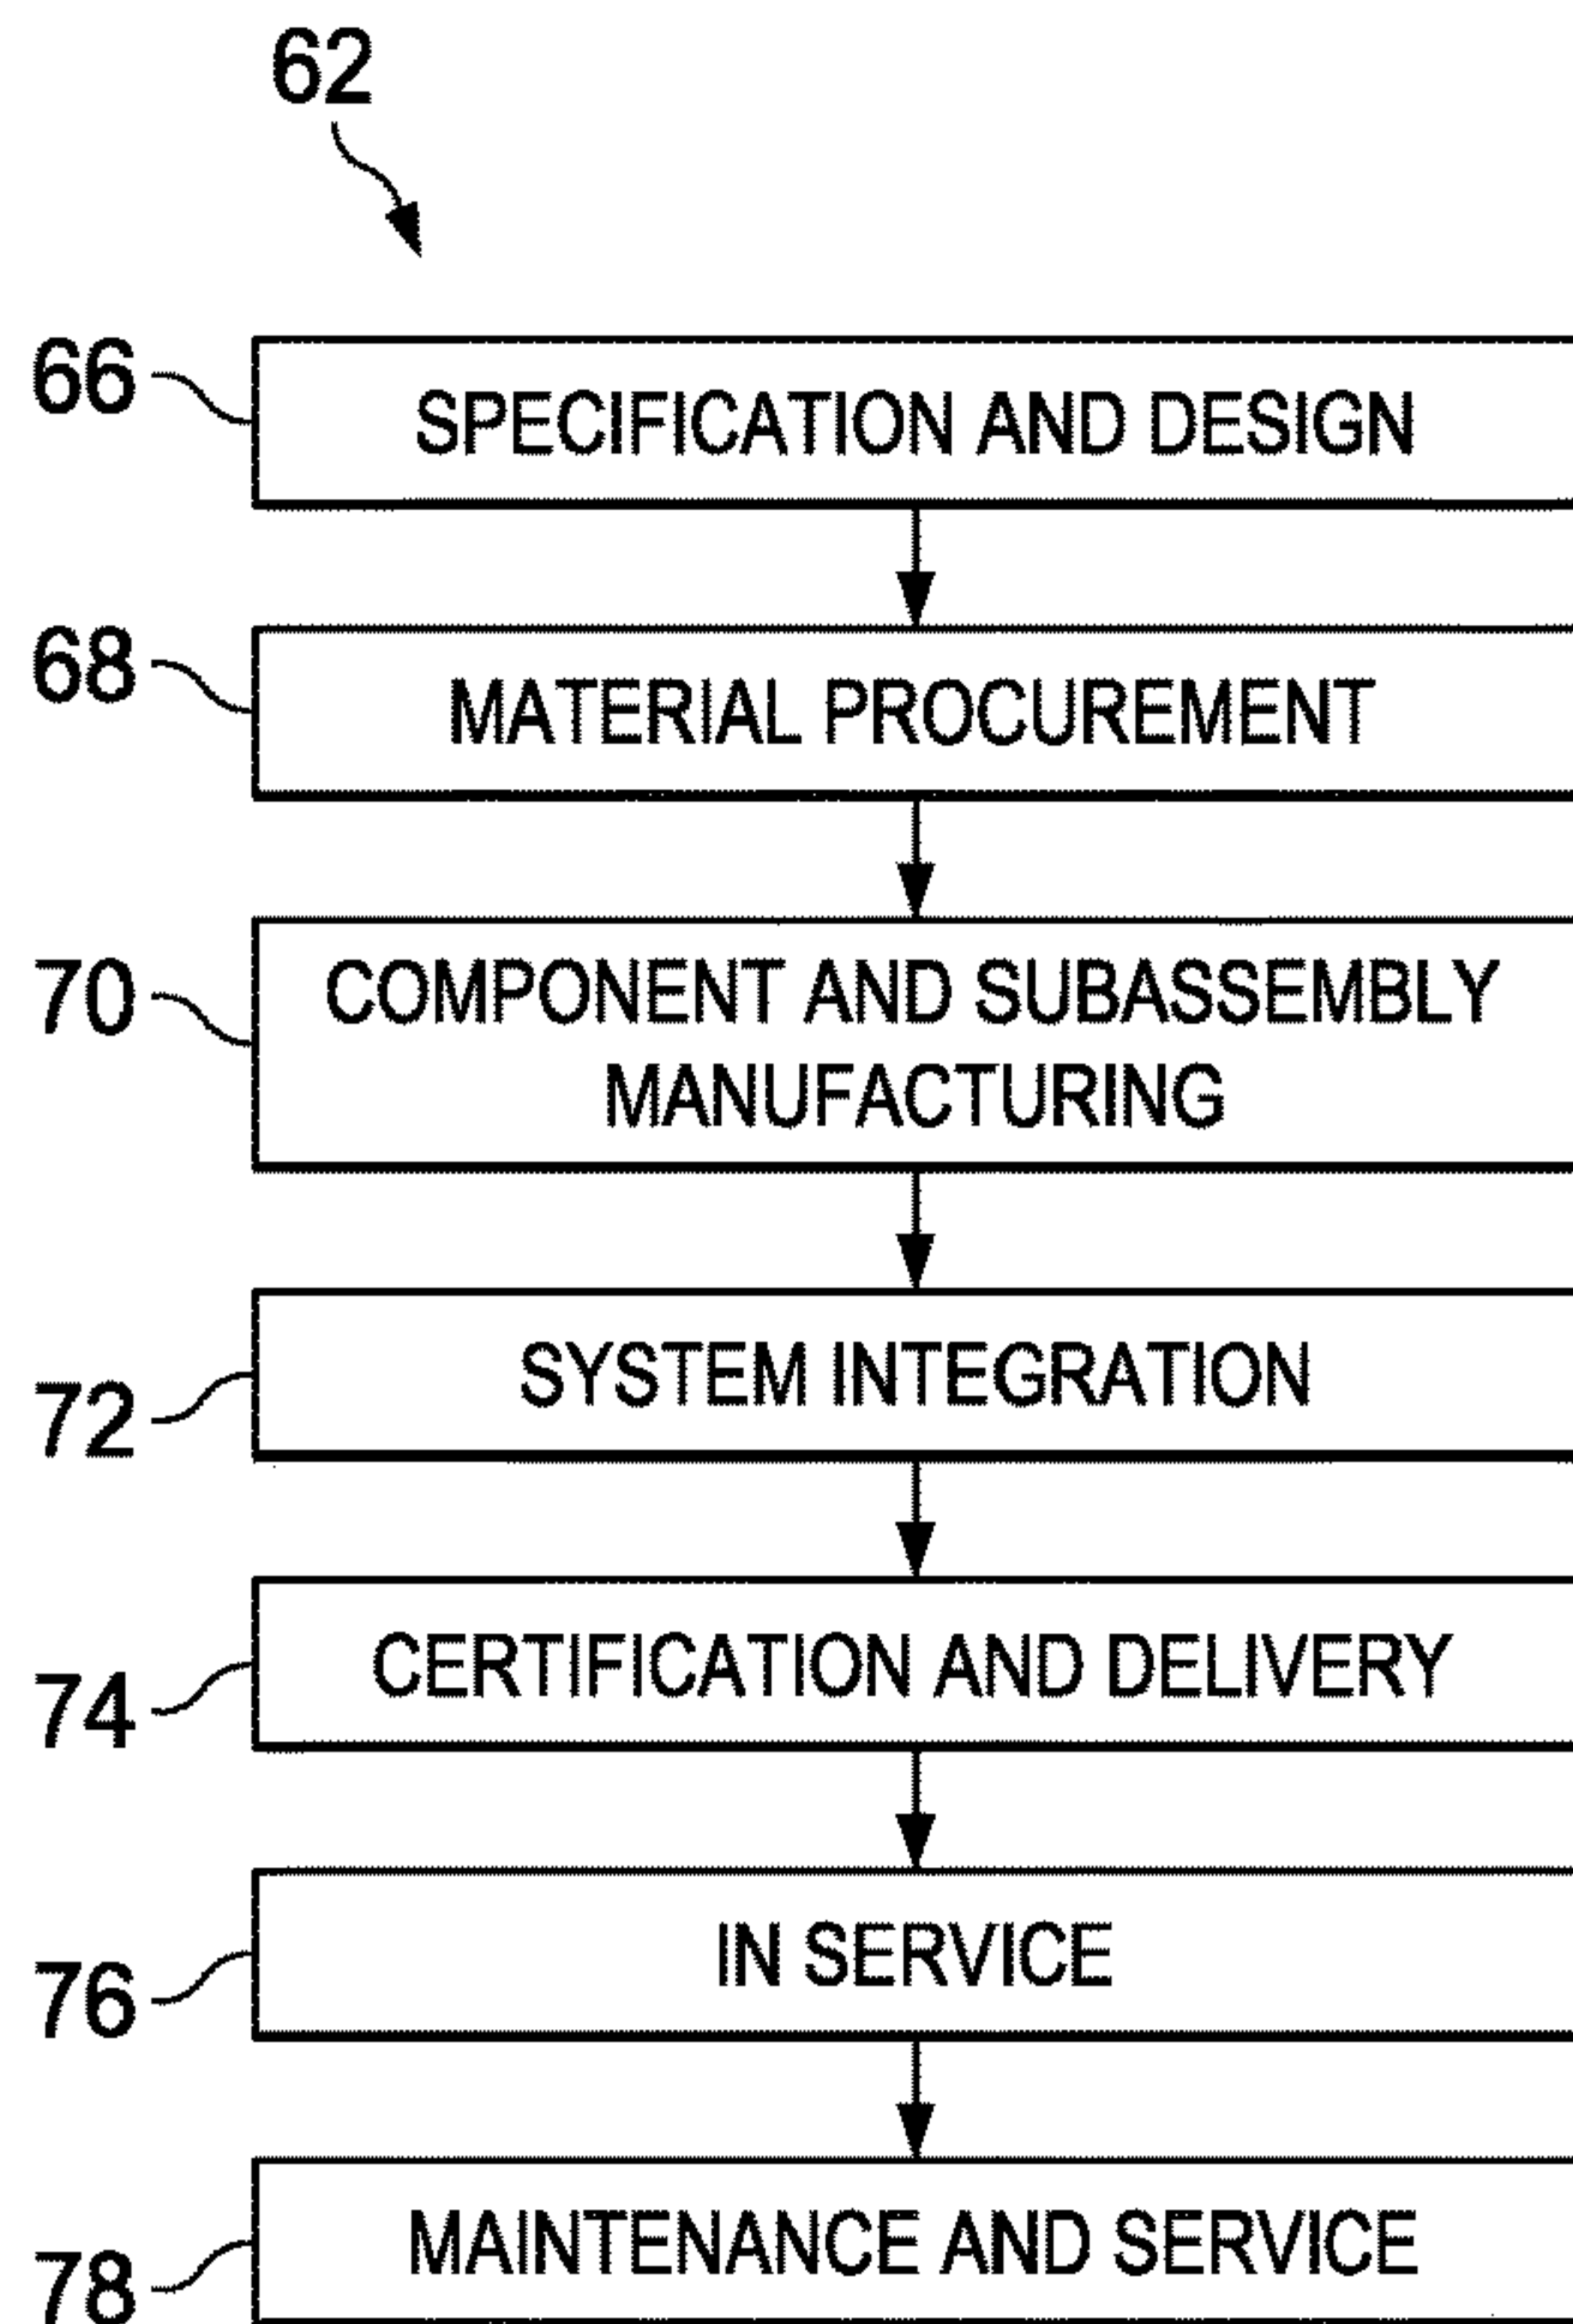 62
66
SPECIFICATION AND DESIGN
68
MATERIAL PROCUREMENT
70
COMPONENT AND SUBASSEMBLY
MANUFACTURING
72
SYSTEM INTEGRATION
74
CERTIFICATION AND DELIVERY
76
IN SERVICE
78
MAINTENANCE AND SERVICE